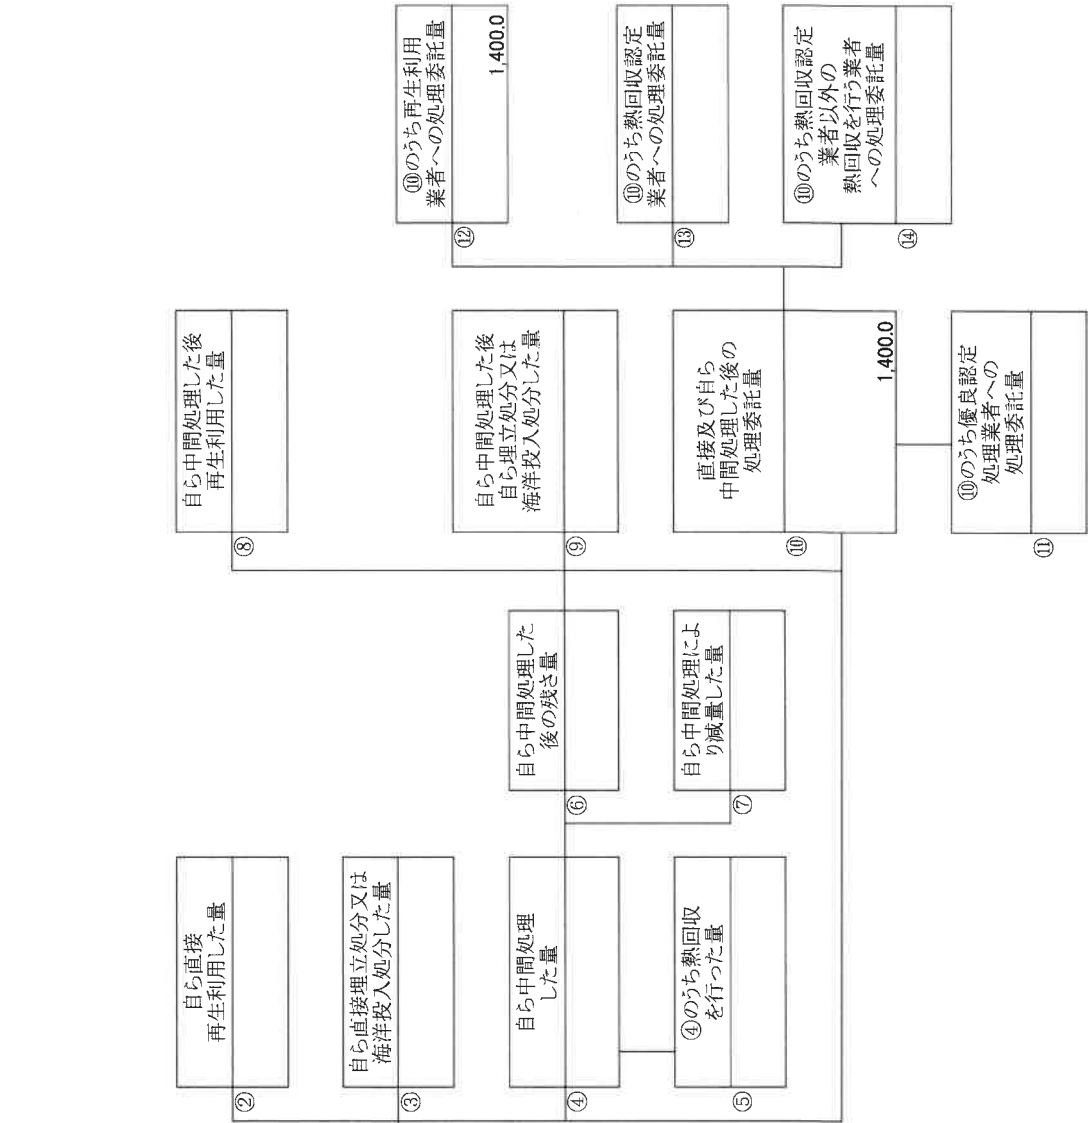 ②
自ら直接
再生利用した量
③
自ら直接埋立処分又は
海洋投入処分した量
④
自ら中間処理
した量
⑤
④のうち熱回収
を行った量
⑥
自ら中間処理した
後の残さ量
⑦
自ら中間処理によ
り減量した量
⑧
自ら中間処理した後
再生利用した量
⑨
自ら中間処理した後
自ら埋立処分又は
海洋投入処分した量
⑩
直接及び自ら
中間処理した後の
処理委託量
1,400.0
⑪
⑩のうち優良認定
処理業者への
処理委託量
⑫
⑩のうち再生利用
業者への処理委託量
1,400.0
⑬
⑩のうち熱回収認定
業者への処理委託量
⑭
⑩のうち熱回収認定
業者以外の
熱回収を行う業者
への処理委託量